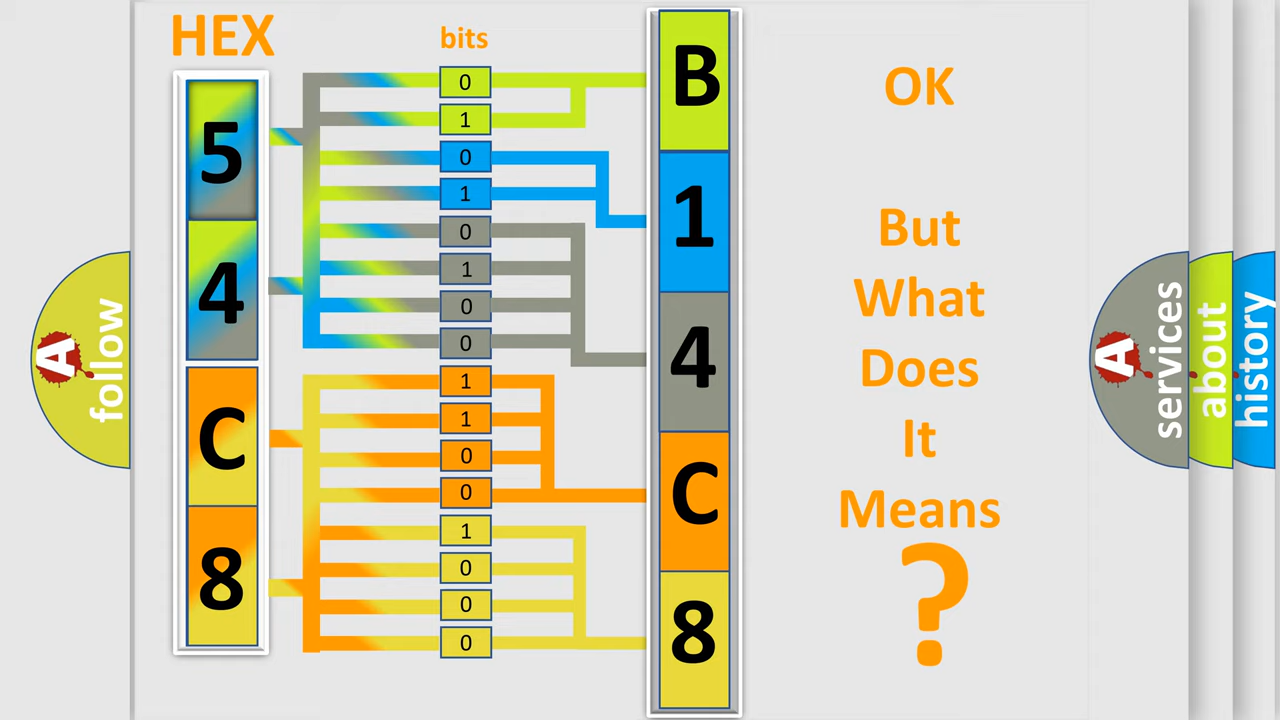 HEX
bits
5
4
C
8
0
1
0
1
0
1
0
0
1
1
0
0
1
0
0
0
B
1
4
C
8
OK
But
What
Does
It
Means
?
A
follow
A
services
about
history